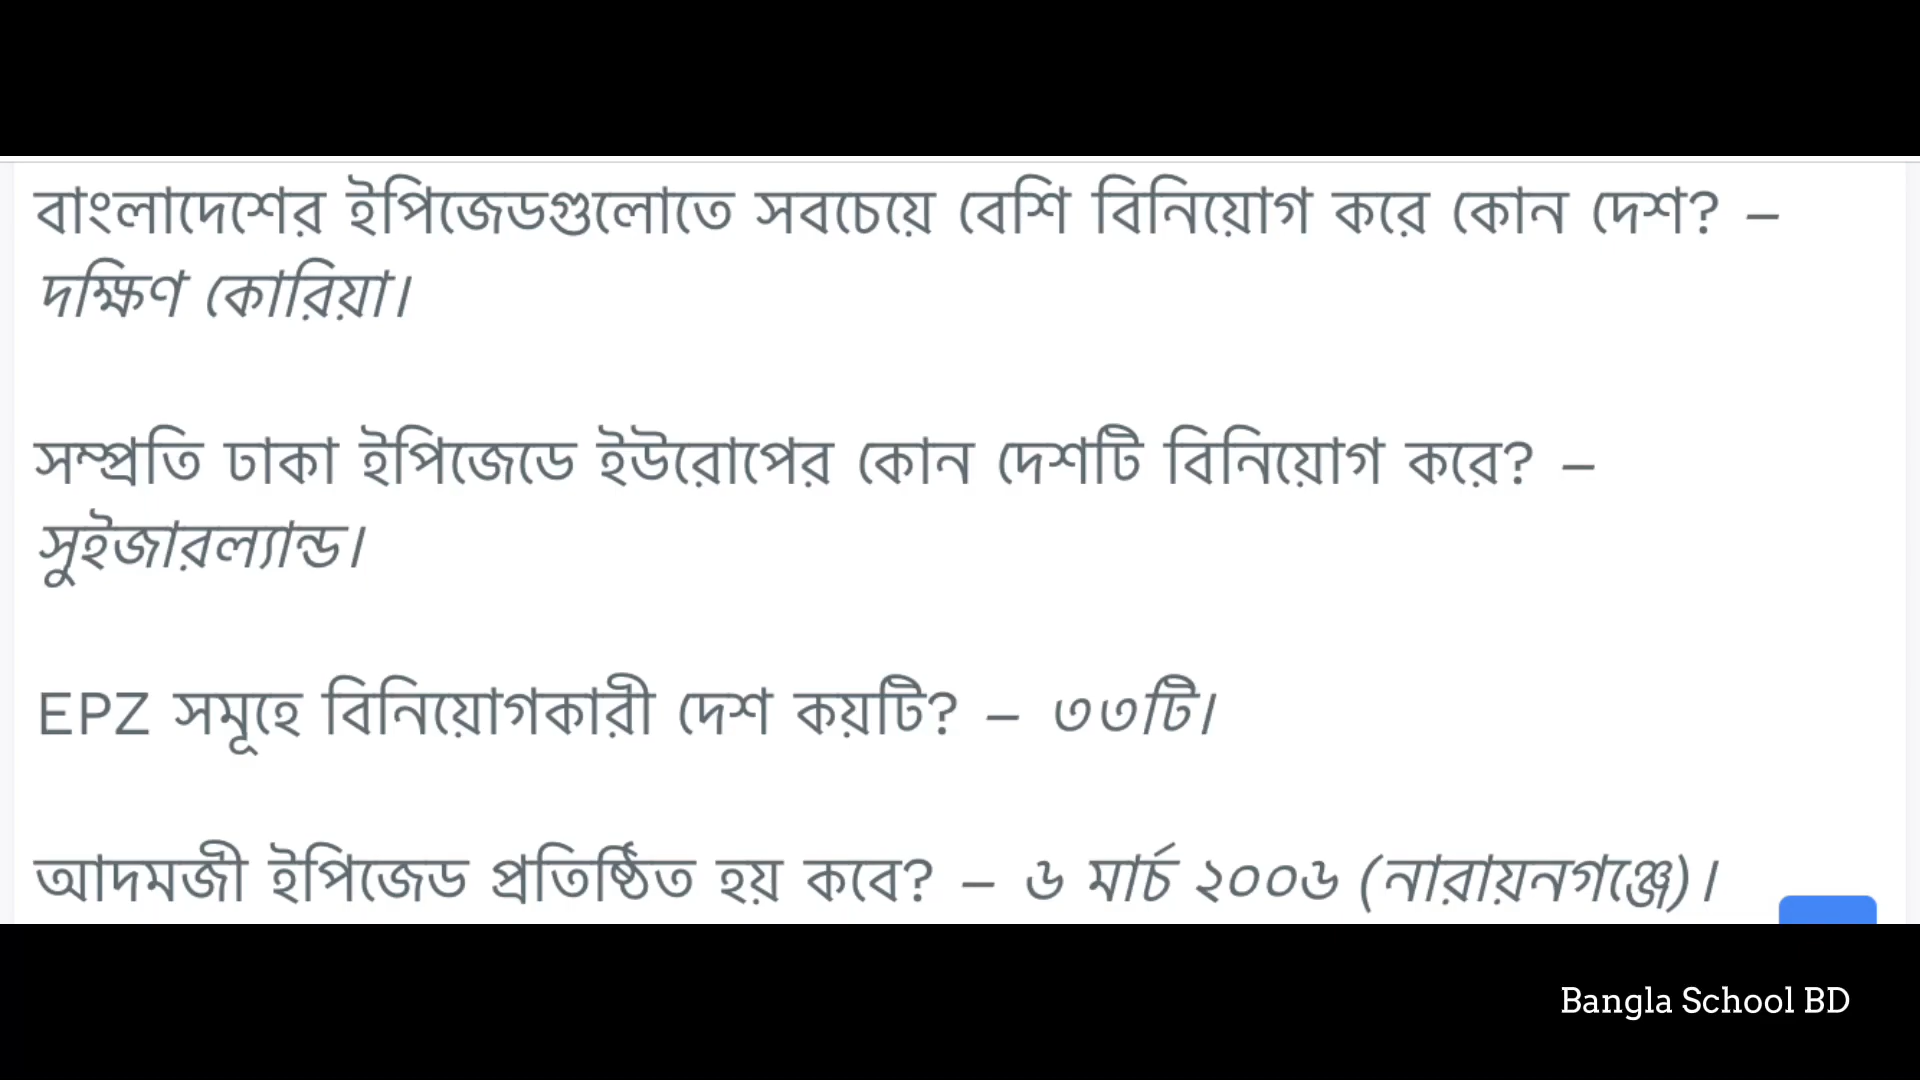 বাংলাদেশের ইপিজেডগুলোতে সবচেয়ে বেশি বিনিয়োগ করে কোন দেশ? –
দক্ষিণ কোরিয়া।
সম্প্রতি ঢাকা ইপিজেডে ইউরোপের কোন দেশটি বিনিয়োগ করে? –
সুইজারল্যান্ড।
EPZ সমূহে বিনিয়োগকারী দেশ কয়টি? – ৩৩টি।
আদমজী ইপিজেড প্রতিষ্ঠিত হয় কবে? – ৬ মার্চ ২০০৬ (নারায়নগঞ্জে)।
Bangla School BD